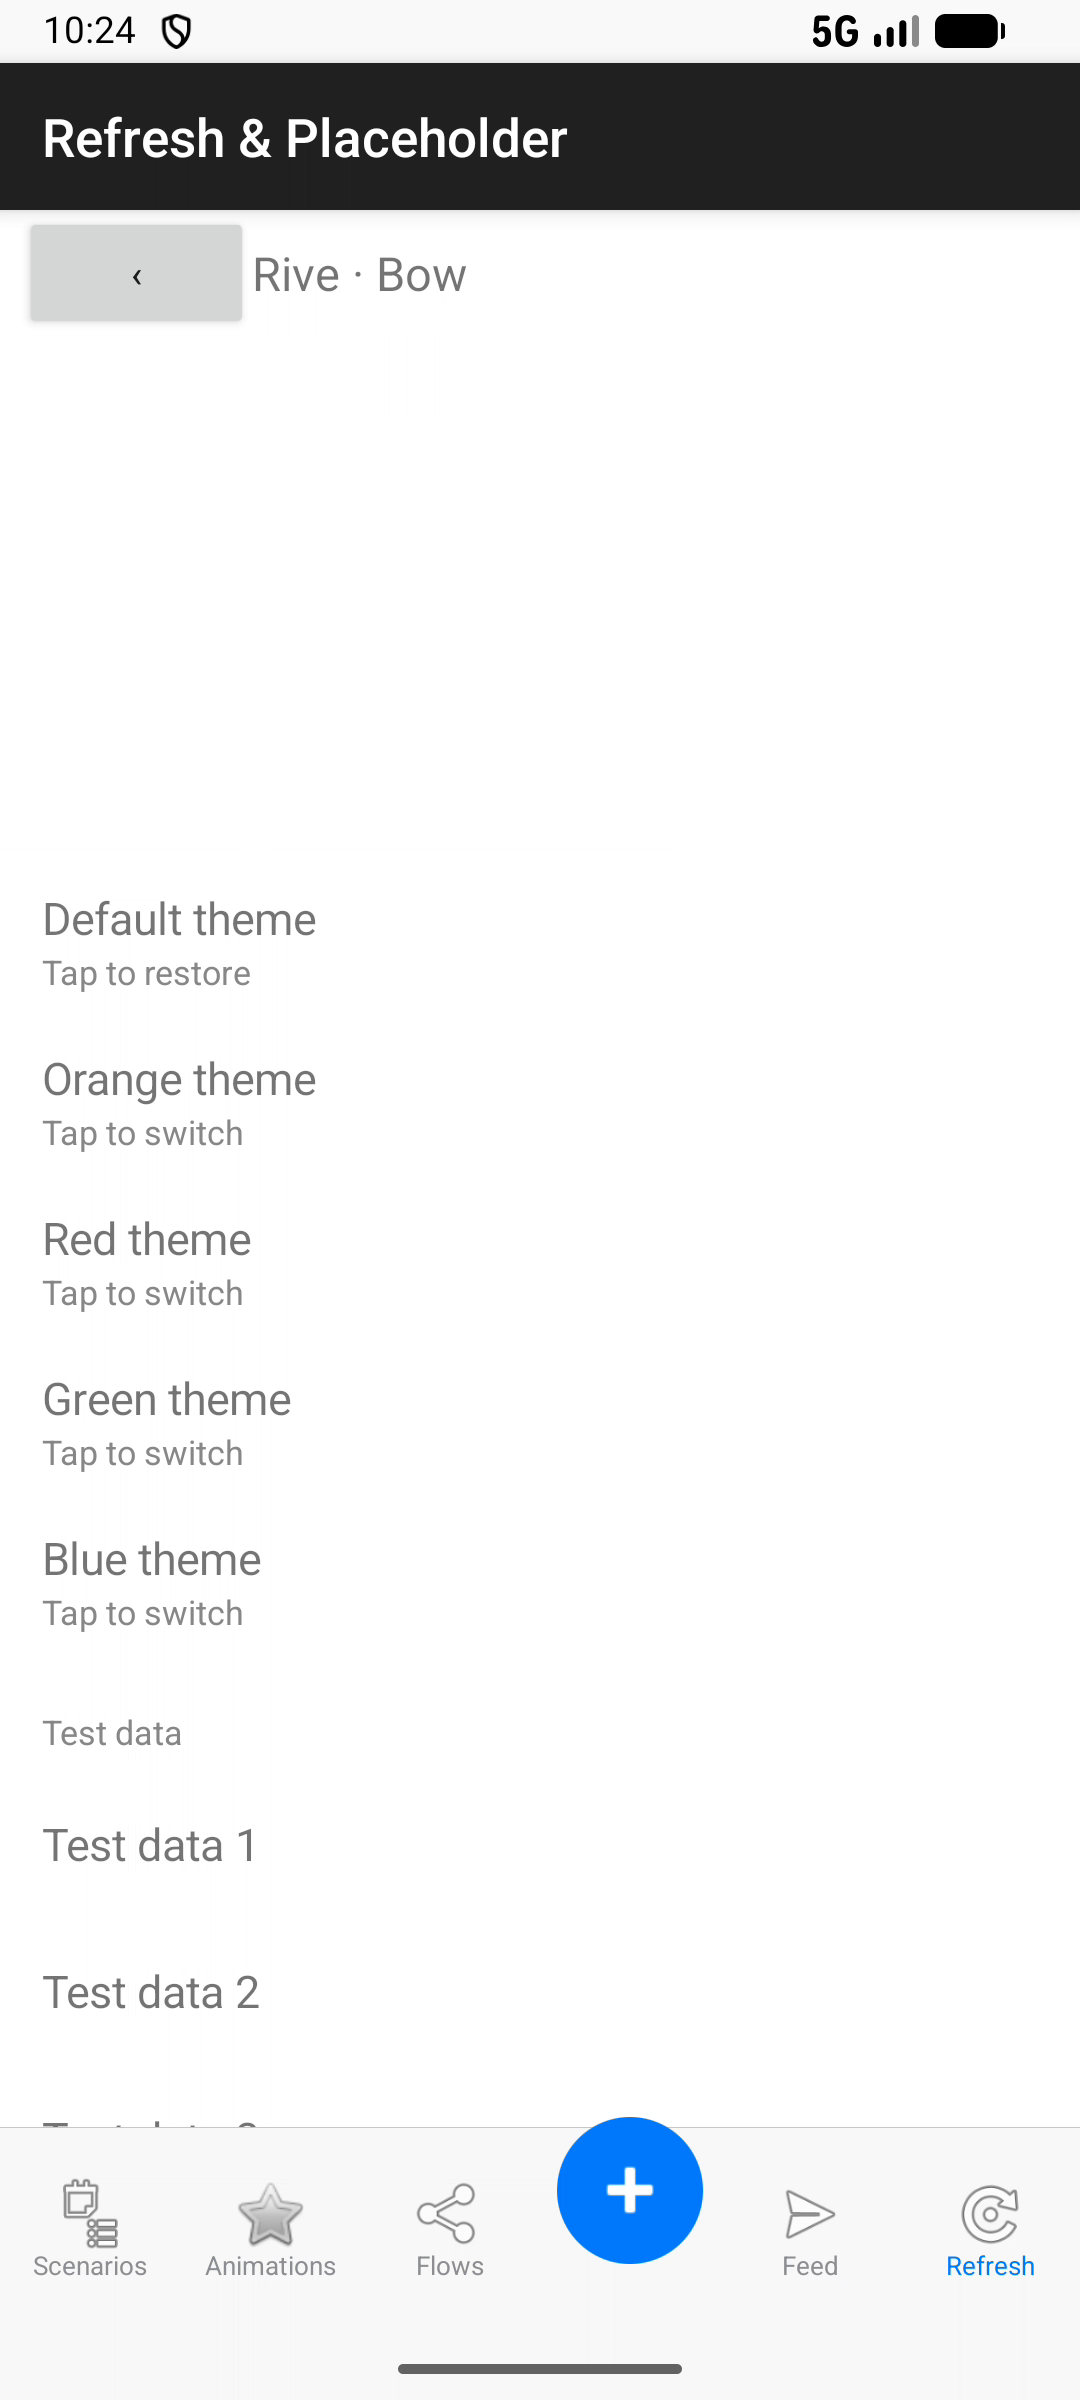 10:24
5G
Refresh & Placeholder
‹ Rive · Bow
Default theme
Tap to restore
Orange theme
Tap to switch
Red theme
Tap to switch
Green theme
Tap to switch
Blue theme
Tap to switch
Test data
Test data 1
Test data 2
Scenarios
Animations
Flows
Feed
Refresh